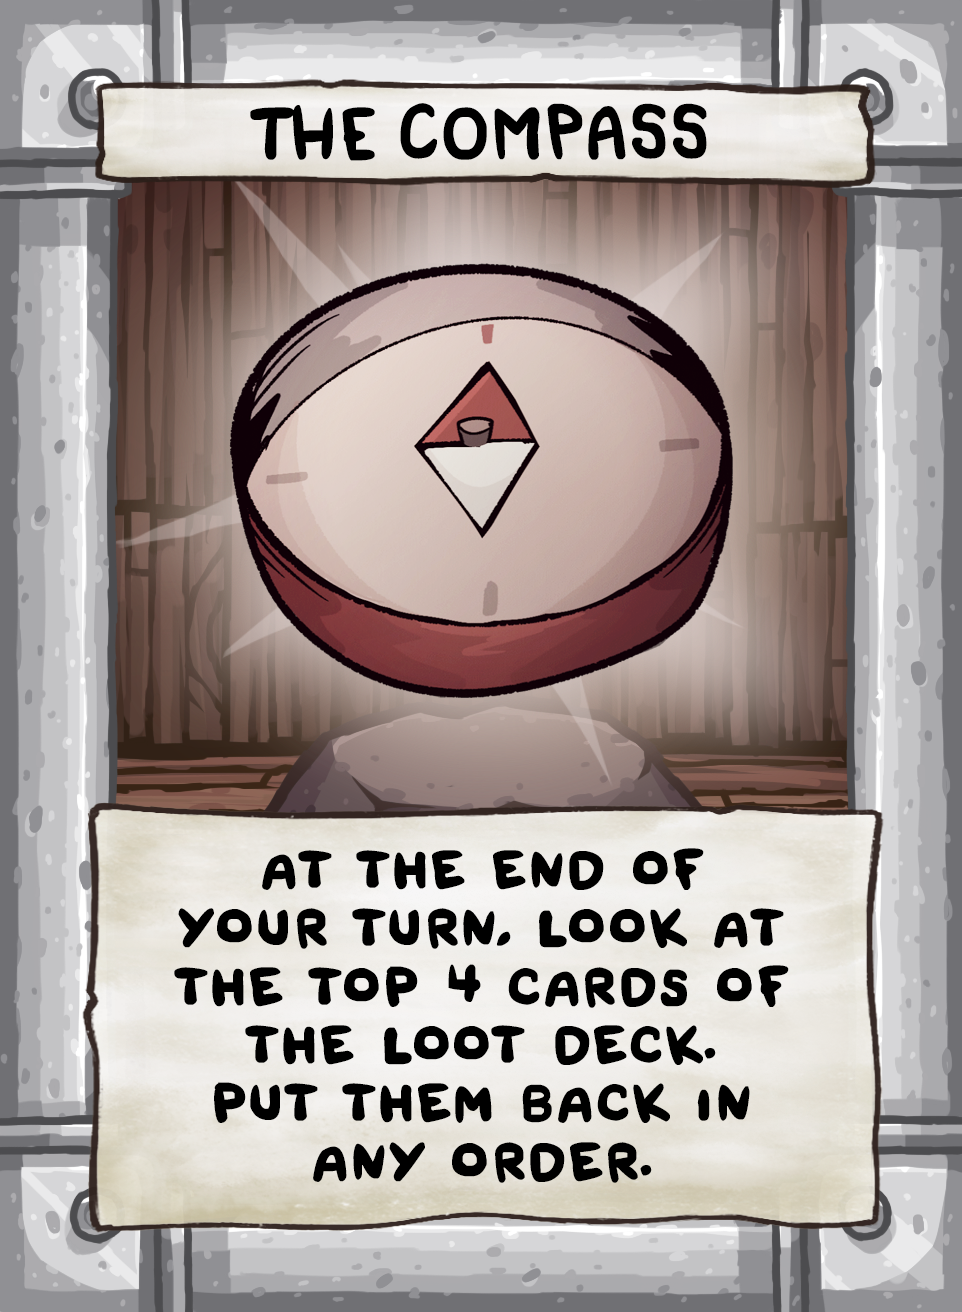 THE COMPASS
AT THE END OF
YOUR TURN, LOOK AT
THE TOP 4 CARDS OF
THE LOOT DECK.
PUT THEM BACK IN
ANY ORDER.